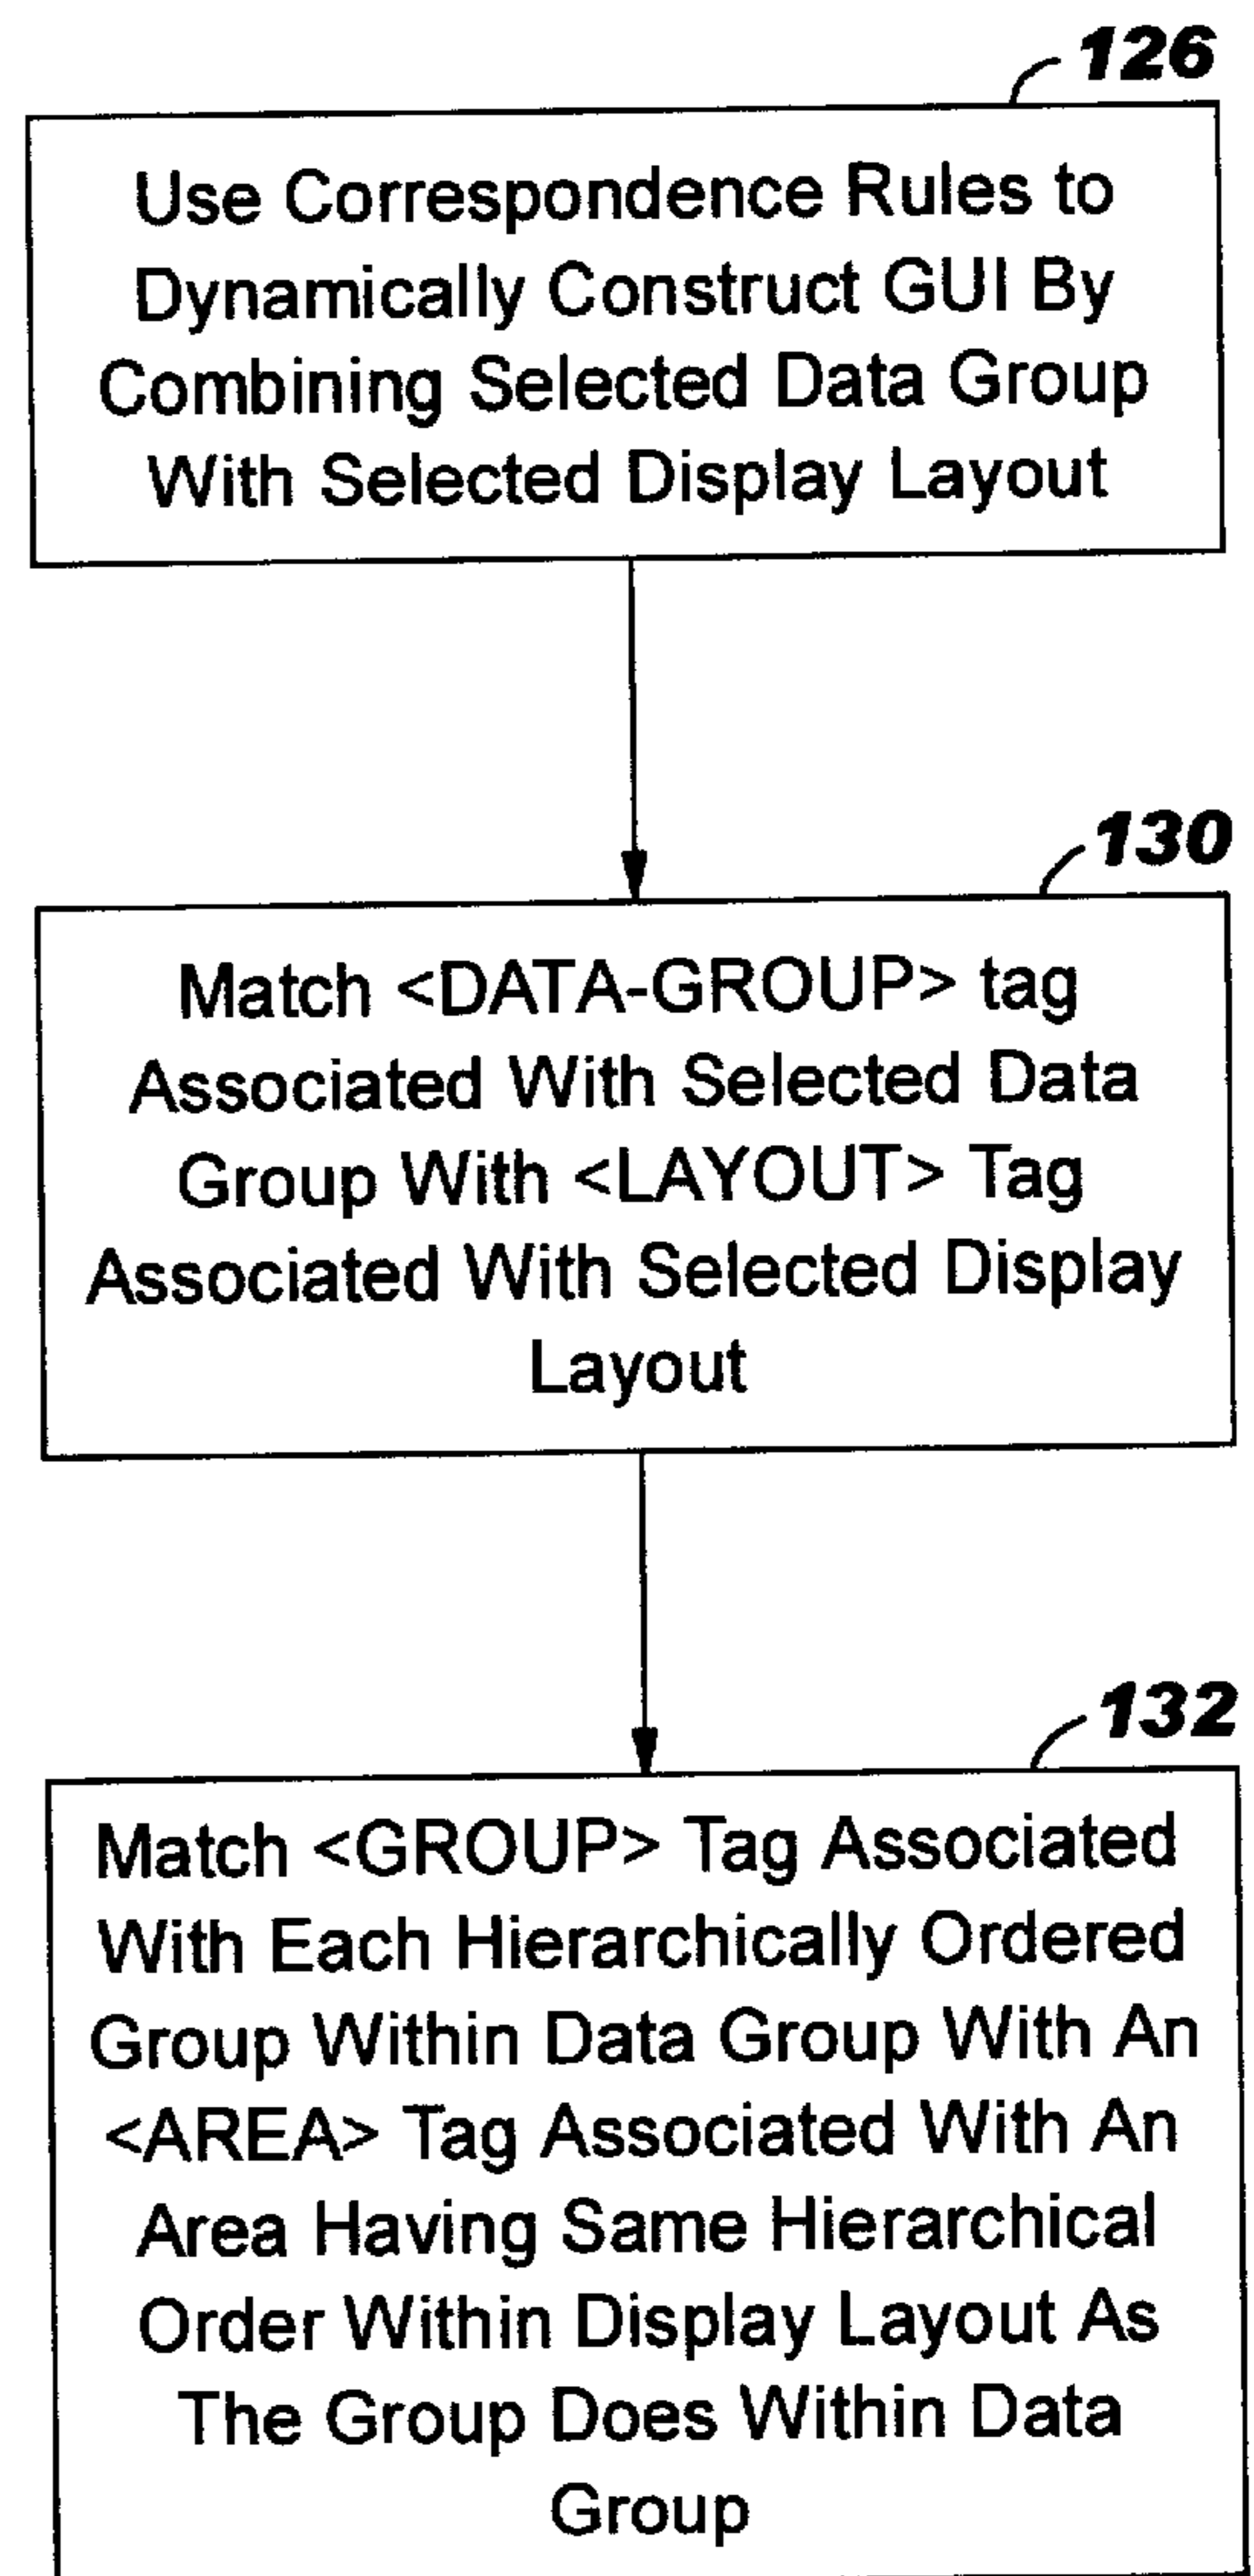 126
Use Correspondence Rules to
Dynamically Construct GUI By
Combining Selected Data Group
With Selected Display Layout
130
Match <DATA-GROUP> tag
Associated With Selected Data
Group With <LAYOUT> Tag
Associated With Selected Display
Layout
132
Match <GROUP> Tag Associated
With Each Hierarchically Ordered
Group Within Data Group With An
<AREA> Tag Associated With An
Area Having Same Hierarchical
Order Within Display Layout As
The Group Does Within Data
Group